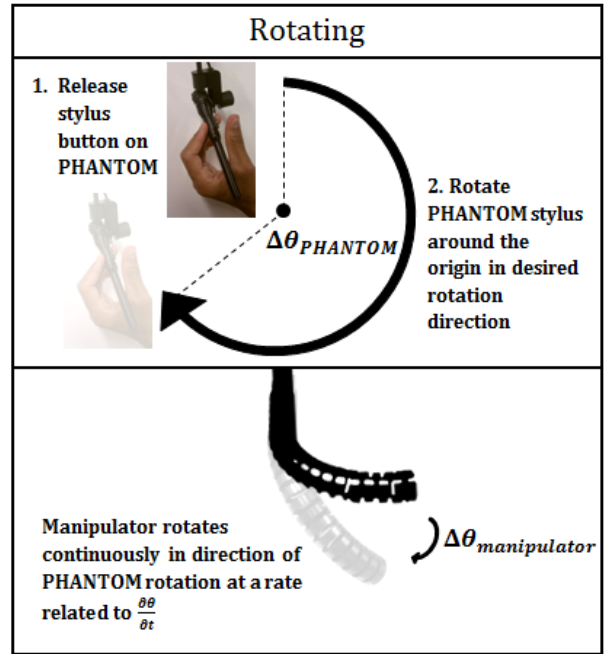 Rotating
1. Release
stylus
button on
PHANTOM
Δθ_PHANTOM
2. Rotate
PHANTOM stylus
around the
origin in desired
rotation
direction
Δθ_manipulator
Manipulator rotates
continuously in direction of
PHANTOM rotation at a rate
related to ∂θ/∂t